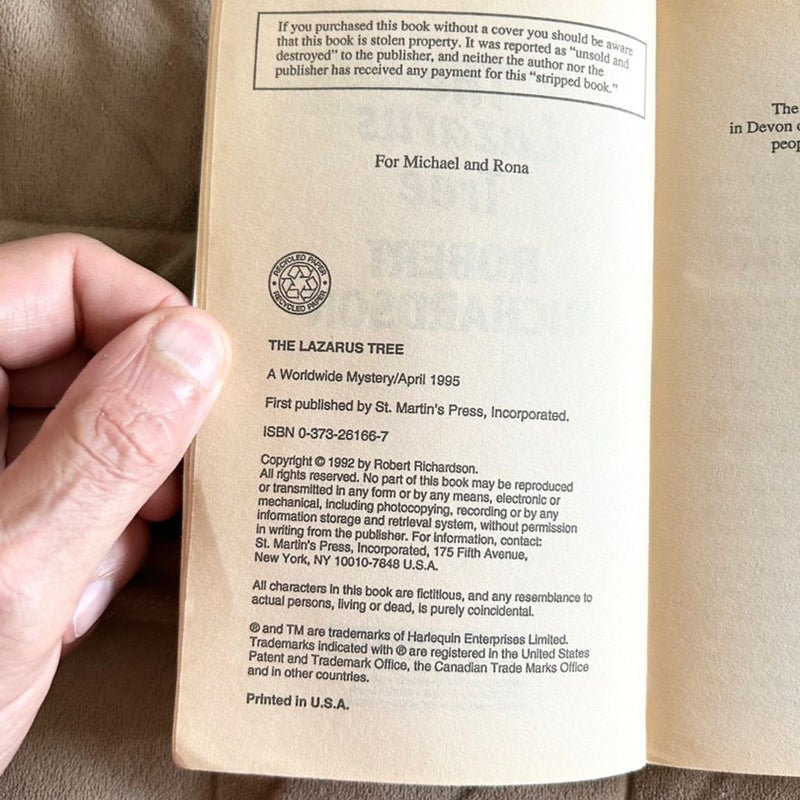 If you purchased this book without a cover you should be aware
that this book is stolen property. It was reported as “unsold and
destroyed” to the publisher, and neither the author nor the
publisher has received any payment for this “stripped book.”
For Michael and Rona
RECYCLED PAPER
RECYCLED PAPER
THE LAZARUS TREE
A Worldwide Mystery/April 1995
First published by St. Martin's Press, Incorporated.
ISBN 0-373-26166-7
Copyright © 1992 by Robert Richardson.
All rights reserved. No part of this book may be reproduced
or transmitted in any form or by any means, electronic or
mechanical, including photocopying, recording or by any
information storage and retrieval system, without permission
in writing from the publisher. For information, contact:
St. Martin's Press, Incorporated, 175 Fifth Avenue,
New York, NY 10010-7848 U.S.A.
All characters in this book are fictitious, and any resemblance to
actual persons, living or dead, is purely coincidental.
® and TM are trademarks of Harlequin Enterprises Limited.
Trademarks indicated with ® are registered in the United States
Patent and Trademark Office, the Canadian Trade Marks Office
and in other countries.
Printed in U.S.A.
The
in Devon